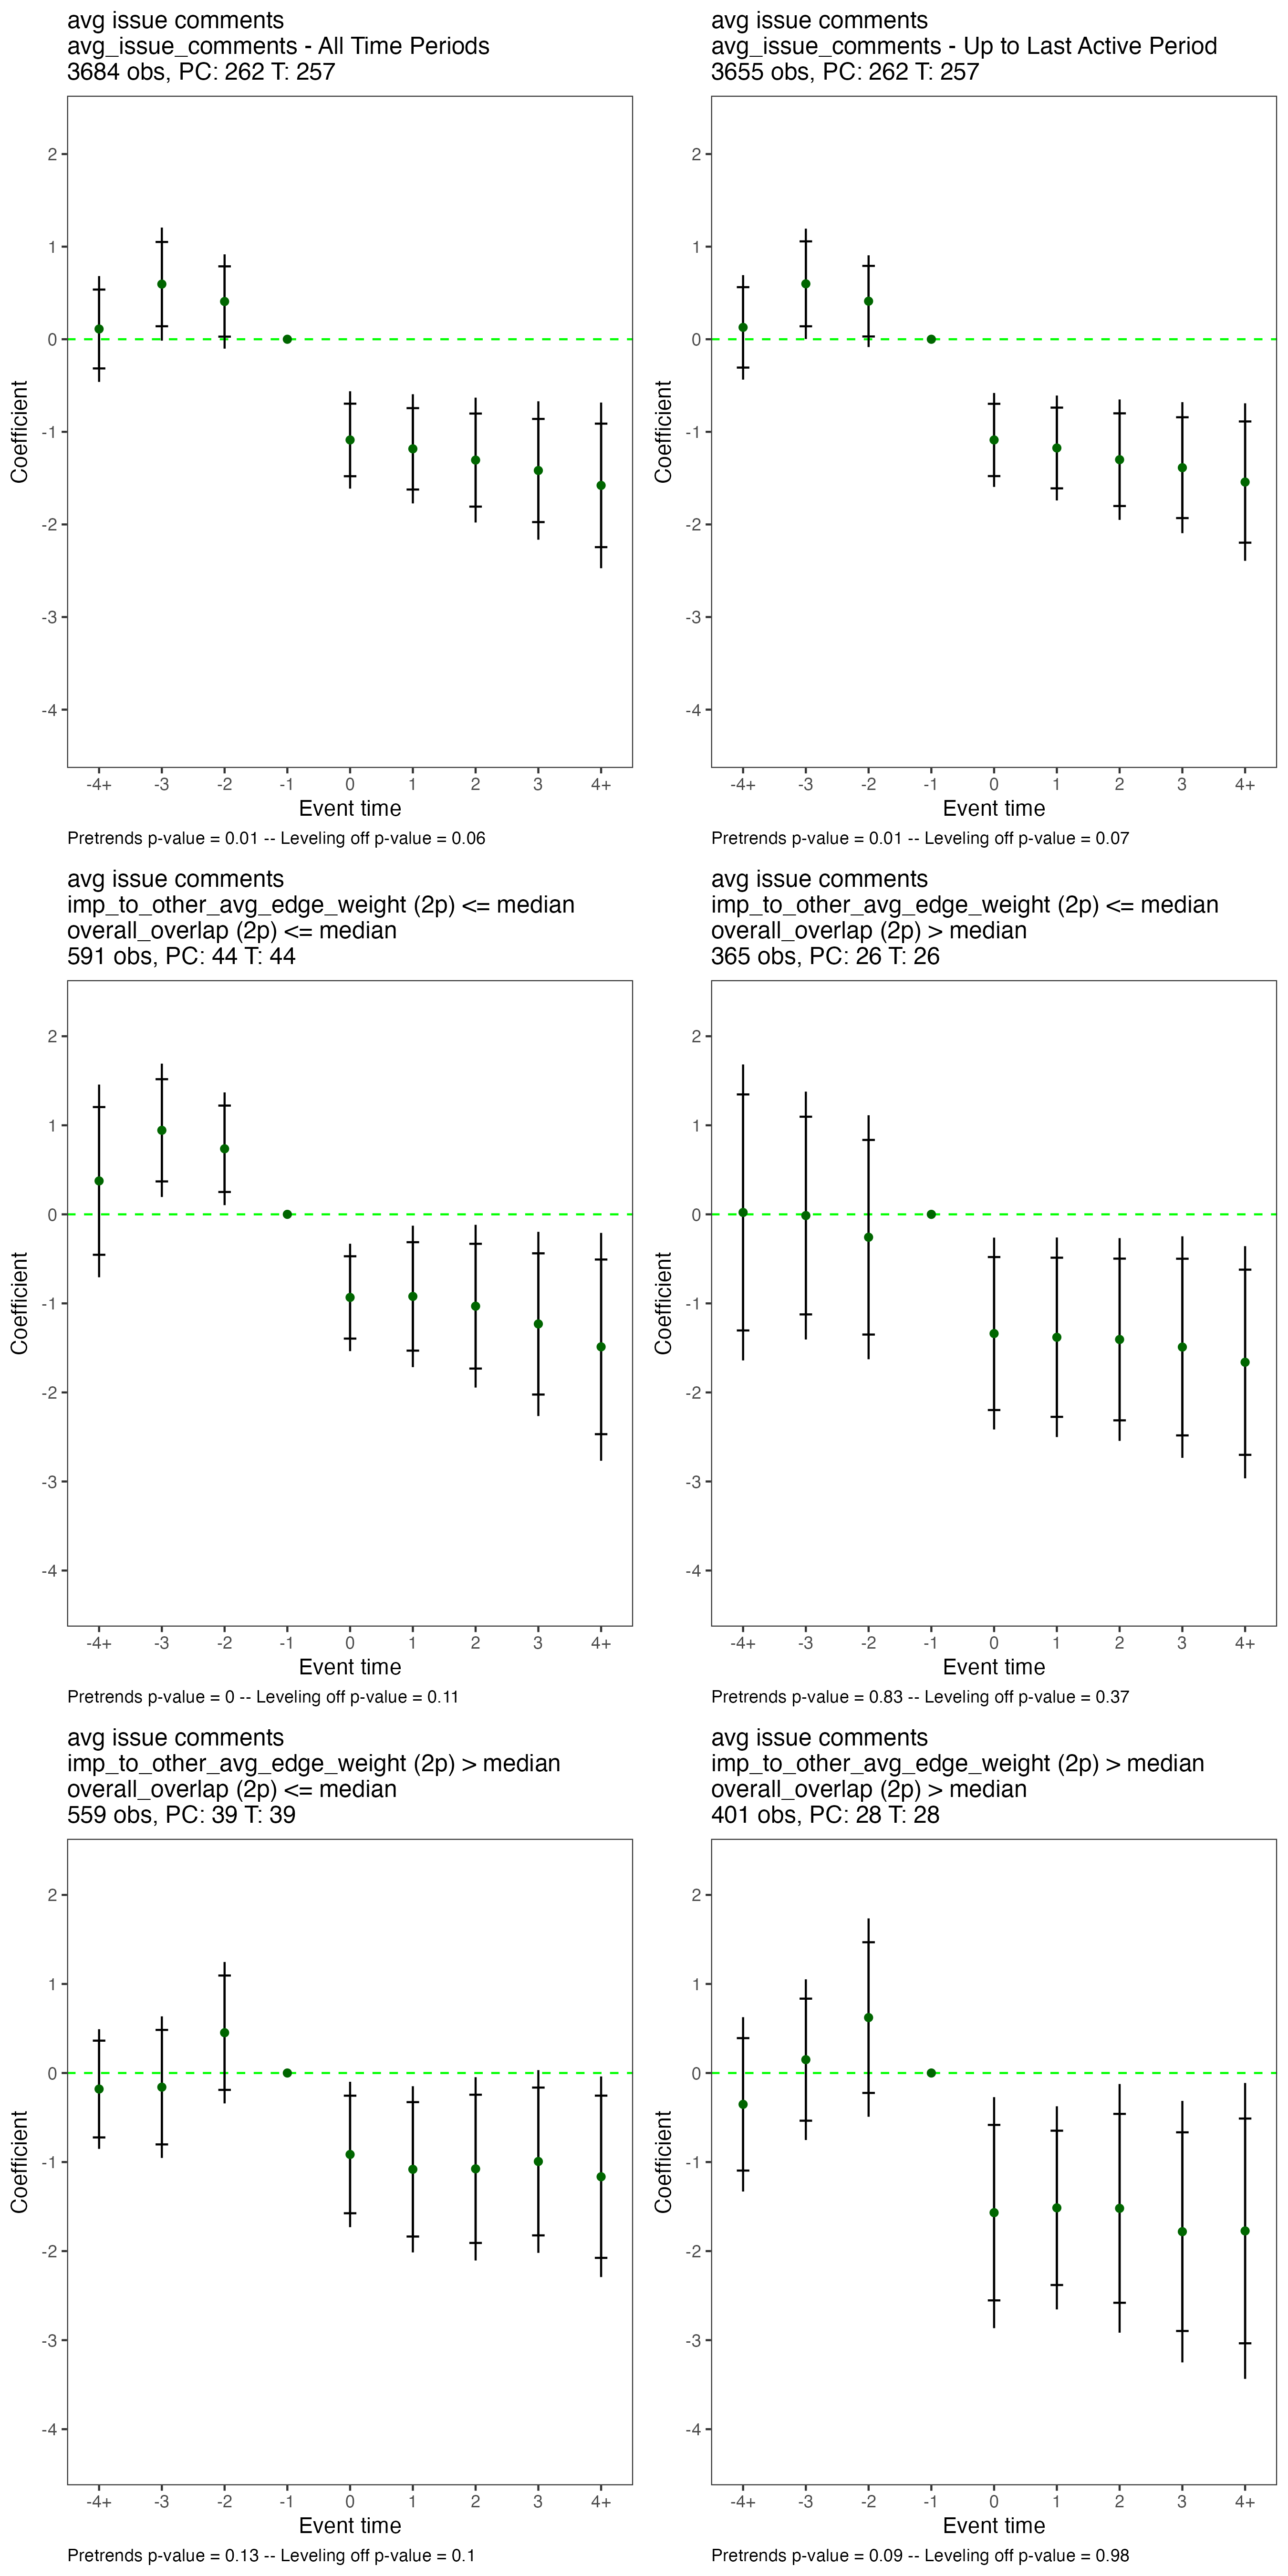 avg issue comments
avg_issue_comments - All Time Periods
3684 obs, PC: 262 T: 257
2
1
0
-1
-2
-3
-4
Coefficient
-4+ -3 -2 -1 0 1 2 3 4+
Event time
Pretrends p-value = 0.01 -- Leveling off p-value = 0.06
avg issue comments
avg_issue_comments - Up to Last Active Period
3655 obs, PC: 262 T: 257
2
1
0
-1
-2
-3
-4
Coefficient
-4+ -3 -2 -1 0 1 2 3 4+
Event time
Pretrends p-value = 0.01 -- Leveling off p-value = 0.07
avg issue comments
imp_to_other_avg_edge_weight (2p) <= median
overall_overlap (2p) <= median
591 obs, PC: 44 T: 44
2
1
0
-1
-2
-3
-4
Coefficient
-4+ -3 -2 -1 0 1 2 3 4+
Event time
Pretrends p-value = 0 -- Leveling off p-value = 0.11
avg issue comments
imp_to_other_avg_edge_weight (2p) <= median
overall_overlap (2p) > median
365 obs, PC: 26 T: 26
2
1
0
-1
-2
-3
-4
Coefficient
-4+ -3 -2 -1 0 1 2 3 4+
Event time
Pretrends p-value = 0.83 -- Leveling off p-value = 0.37
avg issue comments
imp_to_other_avg_edge_weight (2p) > median
overall_overlap (2p) <= median
559 obs, PC: 39 T: 39
2
1
0
-1
-2
-3
-4
Coefficient
-4+ -3 -2 -1 0 1 2 3 4+
Event time
Pretrends p-value = 0.13 -- Leveling off p-value = 0.1
avg issue comments
imp_to_other_avg_edge_weight (2p) > median
overall_overlap (2p) > median
401 obs, PC: 28 T: 28
2
1
0
-1
-2
-3
-4
Coefficient
-4+ -3 -2 -1 0 1 2 3 4+
Event time
Pretrends p-value = 0.09 -- Leveling off p-value = 0.98